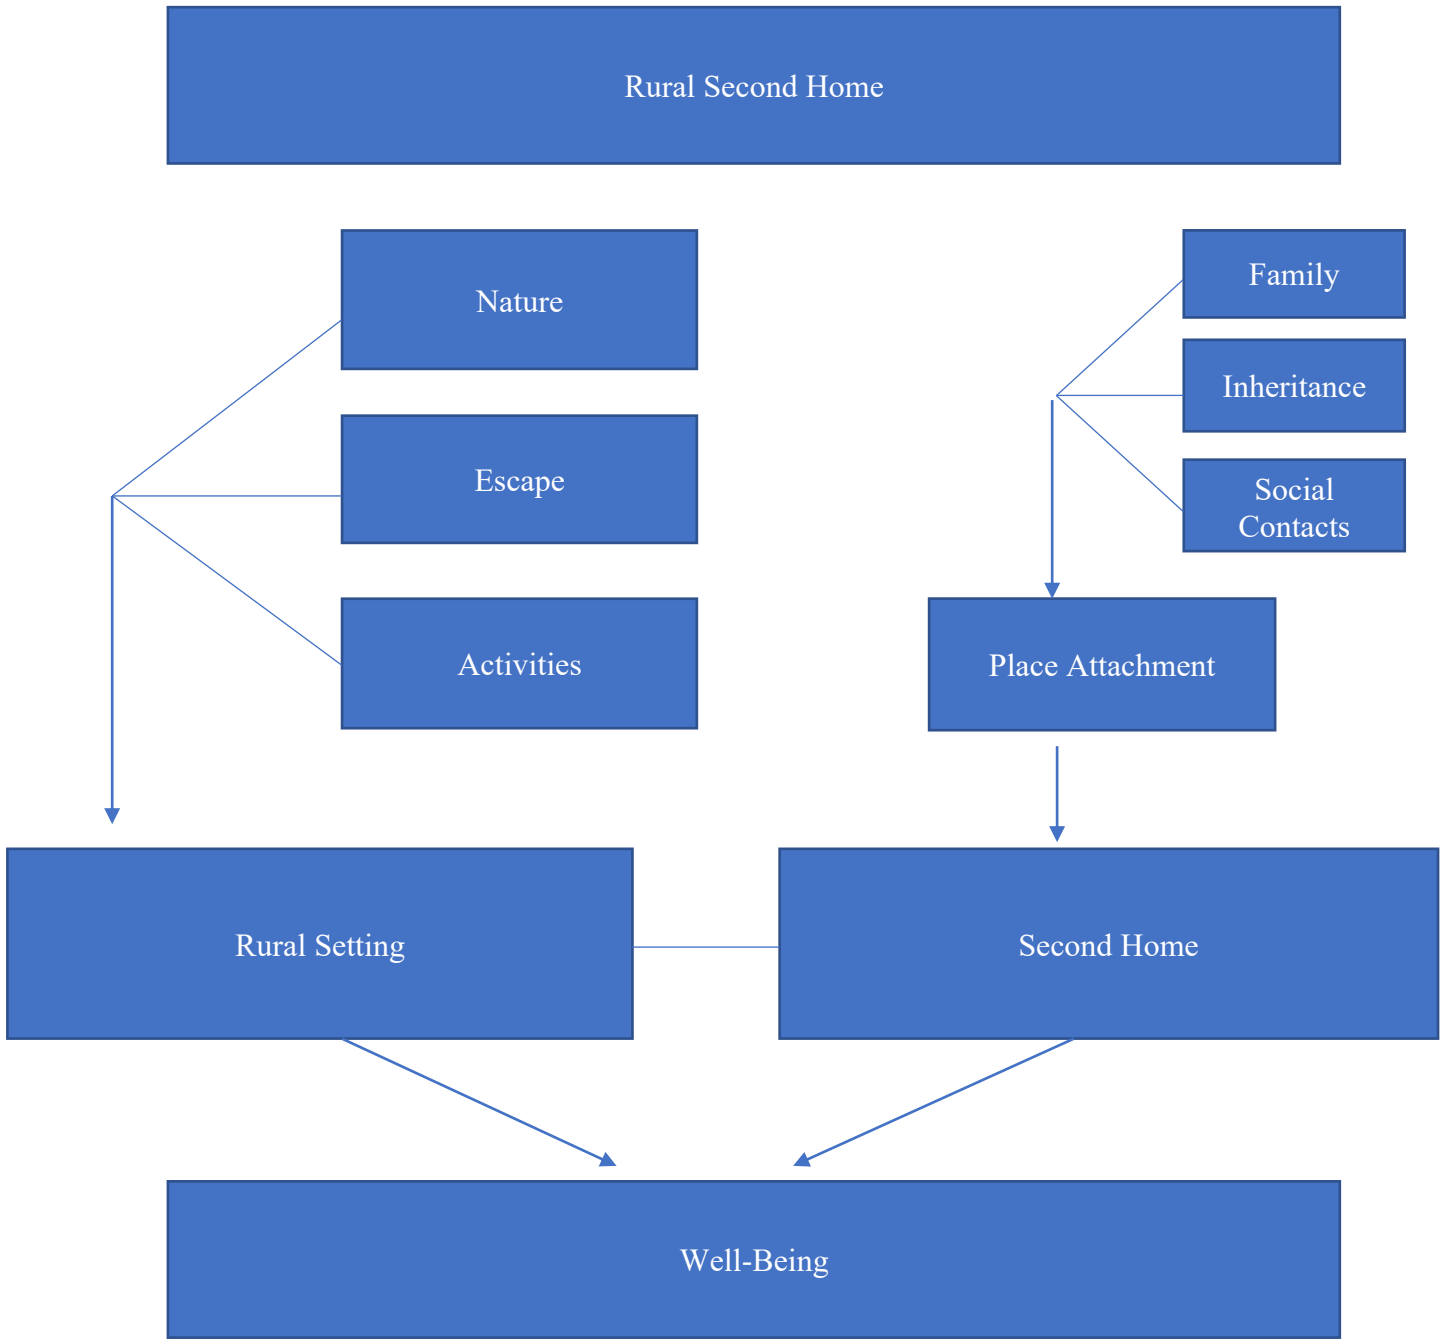 Rural Second Home
Nature
Escape
Activities
Family
Inheritance
Social
Contacts
Place Attachment
Rural Setting
Second Home
Well-Being